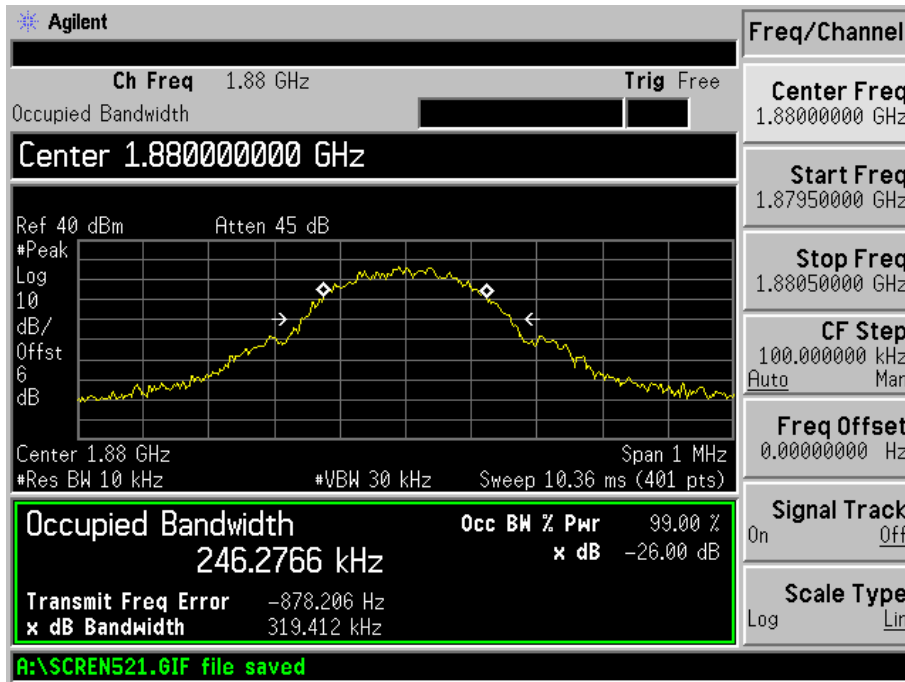 Agilent
Ch Freq 1.88 GHz Trig Free
Occupied Bandwidth
Center 1.880000000 GHz
Ref 40 dBm Atten 45 dB
#Peak
Log
10
dB/
Offst
6
dB
Center 1.88 GHz Span 1 MHz
#Res BW 10 kHz #VBW 30 kHz Sweep 10.36 ms (401 pts)
Occupied Bandwidth
246.2766 kHz
Occ BW % Pwr 99.00 %
x dB -26.00 dB
Transmit Freq Error -878.206 Hz
x dB Bandwidth 319.412 kHz
A:\SCREN521.GIF file saved
Freq/Channel
Center Freq
1.88000000 GHz
Start Freq
1.87950000 GHz
Stop Freq
1.88050000 GHz
CF Step
100.000000 kHz
Auto Man
Freq Offset
0.00000000 Hz
Signal Track
On Off
Scale Type
Log Lin